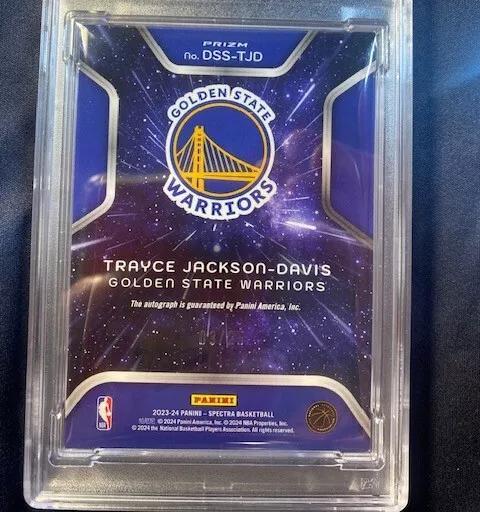 PRIZM
No. DSS-TJD
GOLDEN STATE
WARRIORS
TRAYCE JACKSON-DAVIS
GOLDEN STATE WARRIORS
The autograph is guaranteed by Panini America, Inc.
PANINI
2023-24 PANINI – SPECTRA BASKETBALL
© 2024 Panini America, Inc. © 2024 NBA Properties, Inc.
© 2024 the National Basketball Players Association. All rights reserved.
NBA